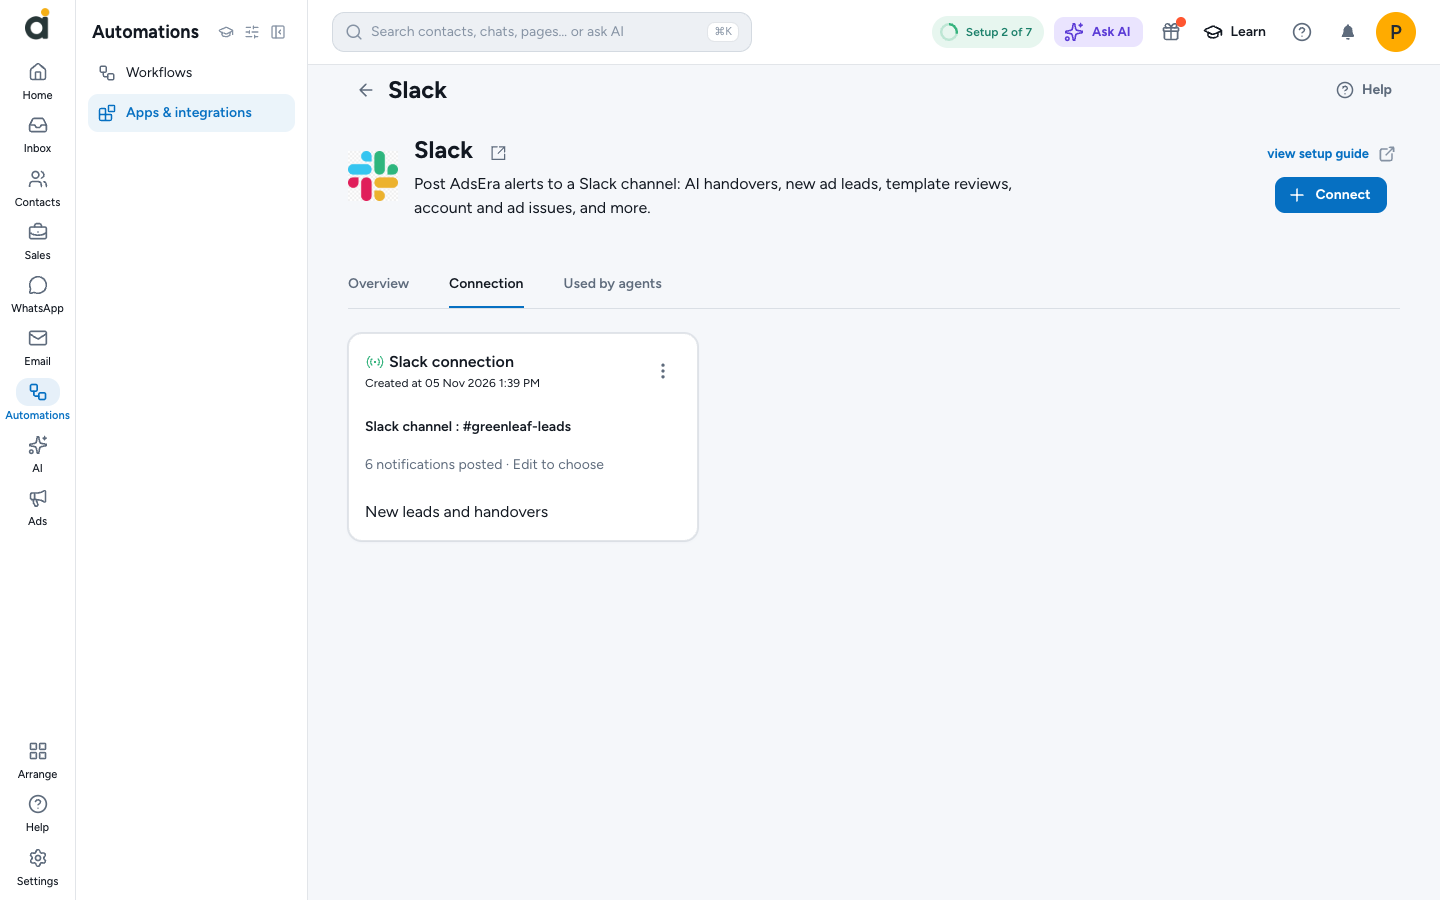 Automations
Search contacts, chats, pages... or ask AI
⌘K
Setup 2 of 7
Ask AI
Learn
P
Home
Inbox
Contacts
Sales
WhatsApp
Email
Automations
AI
Ads
Arrange
Help
Settings
Workflows
Apps & integrations
Slack
Help
Slack
view setup guide
Post AdsEra alerts to a Slack channel: AI handovers, new ad leads, template reviews,
account and ad issues, and more.
Connect
Overview
Connection
Used by agents
Slack connection
Created at 05 Nov 2026 1:39 PM
Slack channel : #greenleaf-leads
6 notifications posted · Edit to choose
New leads and handovers